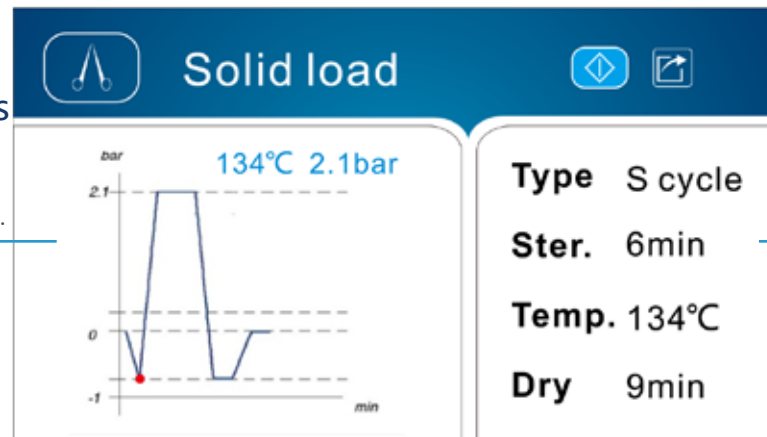 Solid load
s
.
bar
134℃ 2.1bar
2.1
0
-1
min
Type S cycle
Ster. 6min
Temp. 134℃
Dry 9min